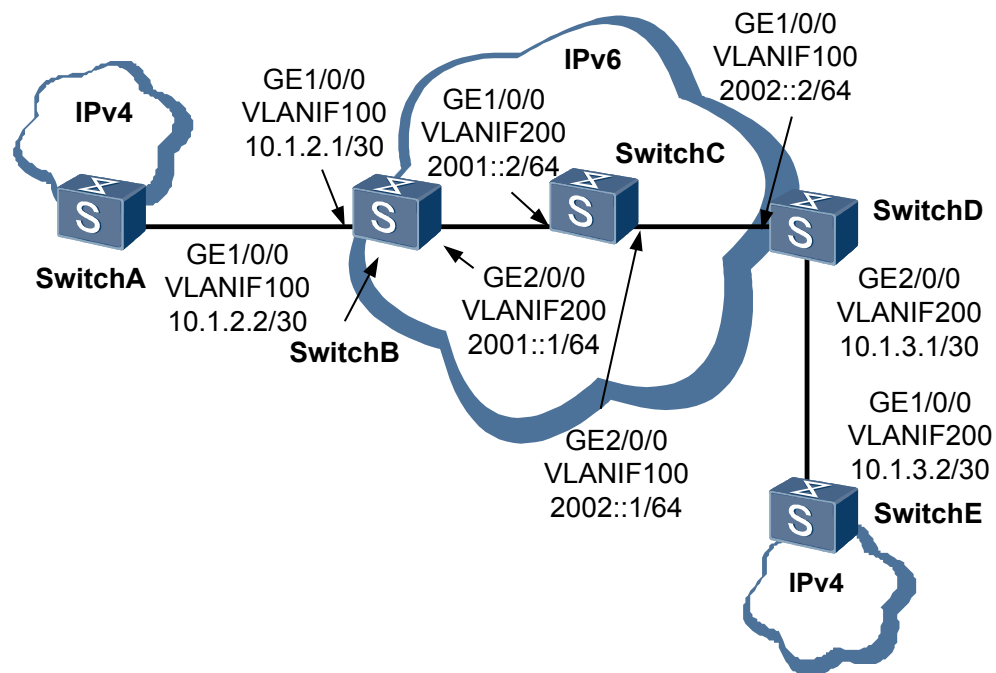 IPv4
SwitchA
S
GE1/0/0
VLANIF100
10.1.2.1/30
GE1/0/0
VLANIF100
10.1.2.2/30
S
SwitchB
IPv6
GE1/0/0
VLANIF200
2001::2/64
GE2/0/0
VLANIF200
2001::1/64
SwitchC
S
GE2/0/0
VLANIF100
2002::1/64
GE1/0/0
VLANIF100
2002::2/64
SwitchD
S
GE2/0/0
VLANIF200
10.1.3.1/30
GE1/0/0
VLANIF200
10.1.3.2/30
SwitchE
S
IPv4